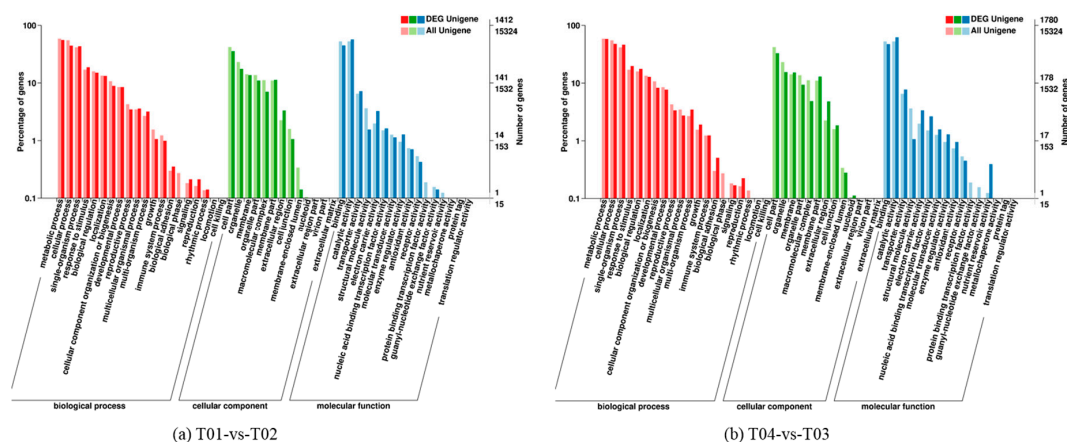 100
10
1
0.1
Percentage of genes
DEG Unigene
All Unigene
1412
15324
141
1532
14
153
1
15
Number of genes
metabolic process
cellular process
single-organism process
response to stimulus
biological regulation
localization
cellular component organization or biogenesis
developmental process
reproductive process
multicellular organismal process
multi-organism process
growth
immune system process
biological adhesion
biological phase
signaling
reproduction
rhythmic process
locomotion
cell killing
cell part
organelle
membrane
organelle part
macromolecular complex
membrane part
extracellular region
cell junction
membrane-enclosed lumen
nucleoid
extracellular region part
virion part
extracellular matrix
binding
catalytic activity
transporter activity
structural molecule activity
electron carrier activity
nucleic acid binding transcription factor activity
molecular transducer activity
enzyme regulator activity
antioxidant activity
receptor activity
protein binding transcription factor activity
guanyl-nucleotide exchange factor activity
nutrient reservoir activity
metallochaperone activity
protein tag
translation regulator activity
biological process
cellular component
molecular function
(a) T01-vs-T02
100
10
1
0.1
Percentage of genes
DEG Unigene
All Unigene
1780
15324
178
1532
17
153
1
15
Number of genes
metabolic process
cellular process
single-organism process
response to stimulus
biological regulation
localization
cellular component organization or biogenesis
developmental process
reproductive process
multicellular organismal process
multi-organism process
growth
immune system process
biological adhesion
biological phase
signaling
reproduction
rhythmic process
locomotion
cell killing
cell part
organelle
membrane
organelle part
macromolecular complex
membrane part
extracellular region
cell junction
membrane-enclosed lumen
nucleoid
extracellular region part
virion part
extracellular matrix
binding
catalytic activity
transporter activity
structural molecule activity
electron carrier activity
nucleic acid binding transcription factor activity
molecular transducer activity
enzyme regulator activity
antioxidant activity
receptor activity
protein binding transcription factor activity
guanyl-nucleotide exchange factor activity
nutrient reservoir activity
metallochaperone activity
protein tag
translation regulator activity
biological process
cellular component
molecular function
(b) T04-vs-T03